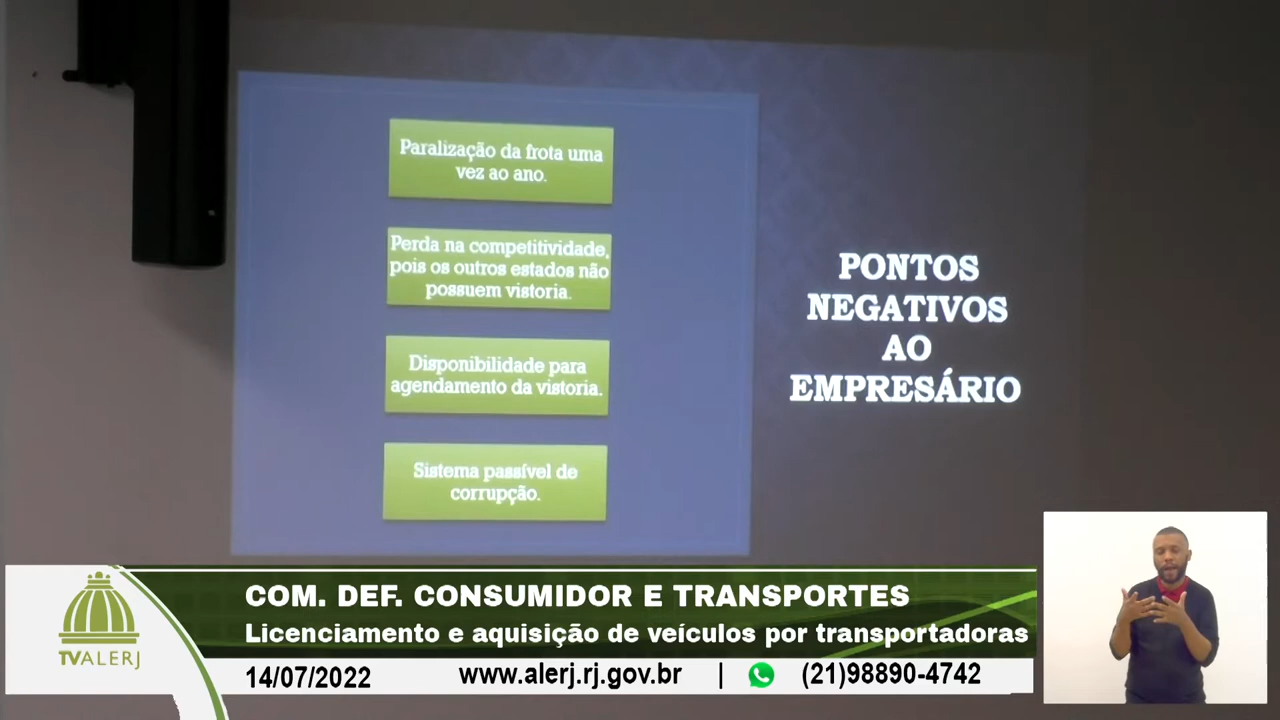 Paralização da frota uma
vez ao ano.
Perda na competitividade,
pois os outros estados não
possuem vistoria.
Disponibilidade para
agendamento da vistoria.
Sistema passível de
corrupção.
PONTOS
NEGATIVOS
AO
EMPRESÁRIO
COM. DEF. CONSUMIDOR E TRANSPORTES
Licenciamento e aquisição de veículos por transportadoras
TVALERJ
14/07/2022 www.alerj.rj.gov.br | (21)98890-4742